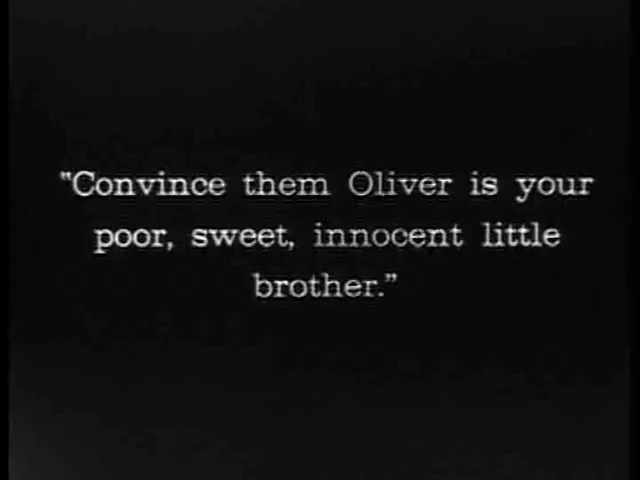 "Convince them Oliver is your
poor, sweet, innocent little
brother."